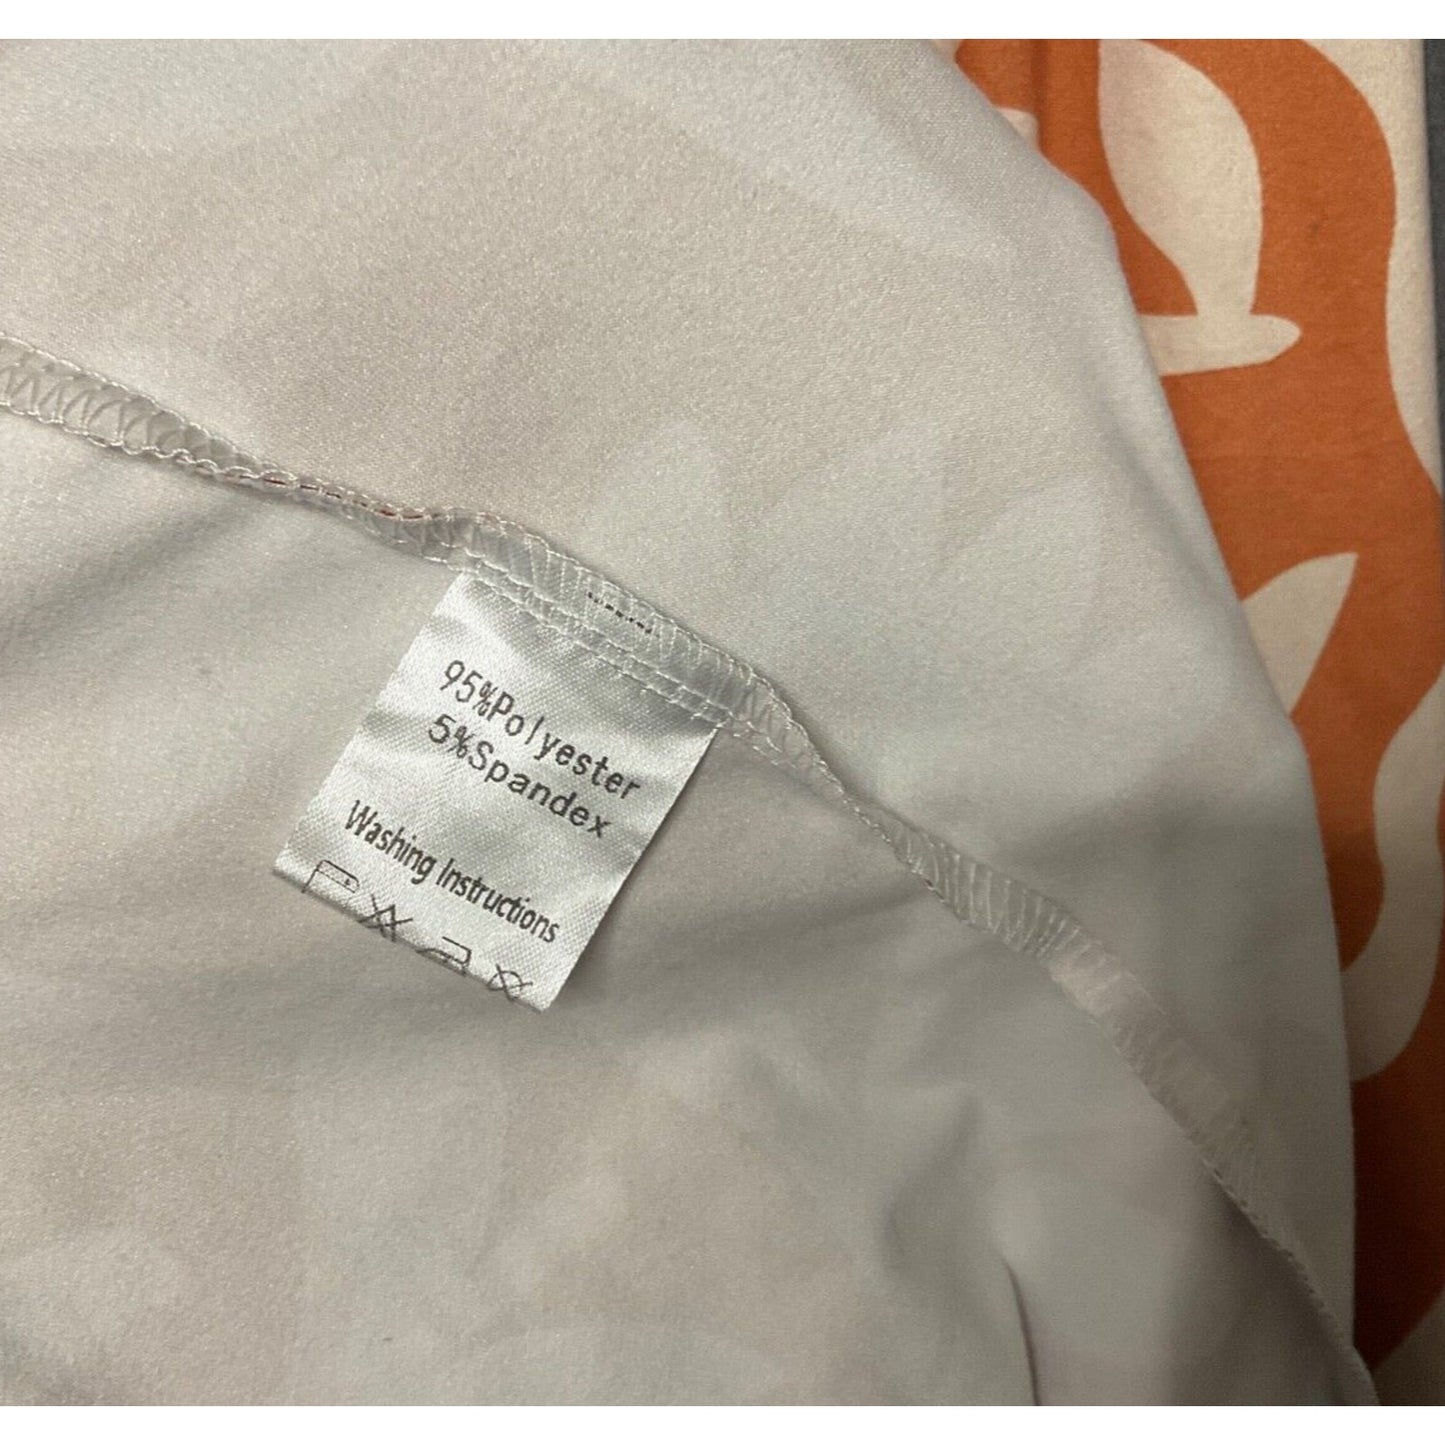 95%Polyester
5%Spandex
Washing Instructions